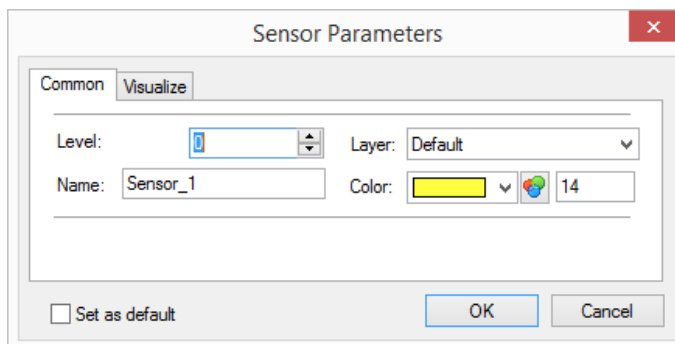 Sensor Parameters
Common Visualize
Level: 0 Layer: Default
Name: Sensor_1 Color: 14
Set as default OK Cancel